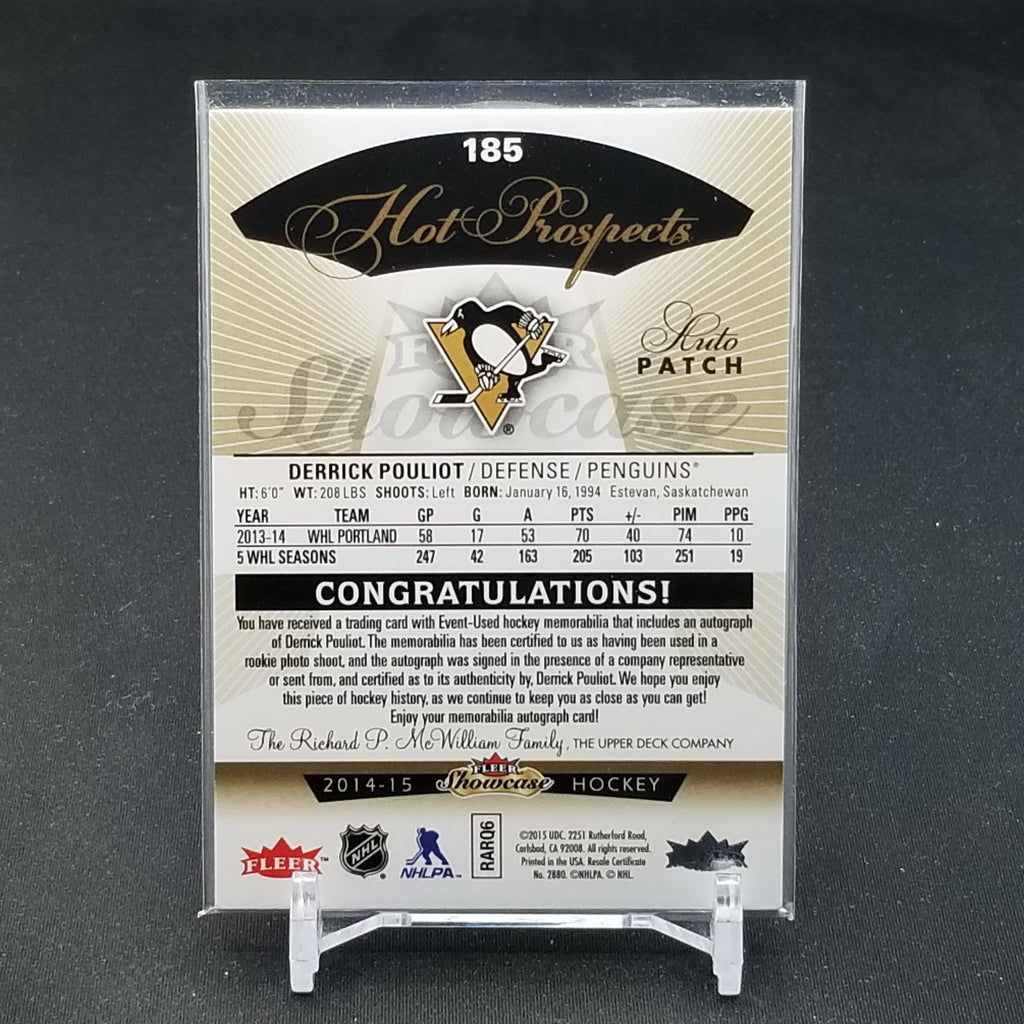 185
Hot Prospects
FLEER
Showcase
Auto
PATCH
DERRICK POULIOT / DEFENSE / PENGUINS®
HT: 6'0" WT: 208 LBS SHOOTS: Left BORN: January 16, 1994 Estevan, Saskatchewan
YEAR TEAM GP G A PTS +/- PIM PPG
2013-14 WHL PORTLAND 58 17 53 70 40 74 10
5 WHL SEASONS 247 42 163 205 103 251 19
CONGRATULATIONS!
You have received a trading card with Event-Used hockey memorabilia that includes an autograph
of Derrick Pouliot. The memorabilia has been certified to us as having been used in a
rookie photo shoot, and the autograph was signed in the presence of a company representative
or sent from, and certified as to its authenticity by, Derrick Pouliot. We hope you enjoy
this piece of hockey history, as we continue to keep you as close as you can get!
Enjoy your memorabilia autograph card!
The Richard P. McWilliam Family, THE UPPER DECK COMPANY
2014-15 FLEER Showcase HOCKEY
FLEER™ NHL® NHLPA™ RARQ6
©2015 UDC. 2251 Rutherford Road,
Carlsbad, CA 92008. All rights reserved.
Printed in the USA. Resale Certificate
No. 2880. ©NHLPA. © NHL.